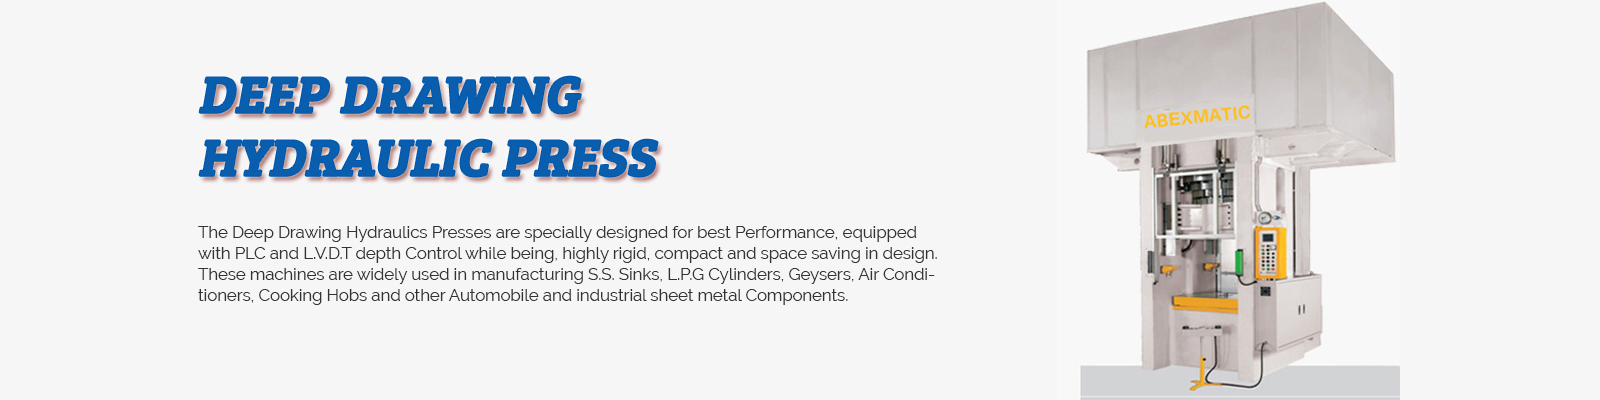 DEEP DRAWING
HYDRAULIC PRESS
The Deep Drawing Hydraulics Presses are specially designed for best Performance, equipped
with PLC and L.V.D.T depth Control while being, highly rigid, compact and space saving in design.
These machines are widely used in manufacturing S.S. Sinks, L.P.G Cylinders, Geysers, Air Condi-
tioners, Cooking Hobs and other Automobile and industrial sheet metal Components.
ABEXMATIC